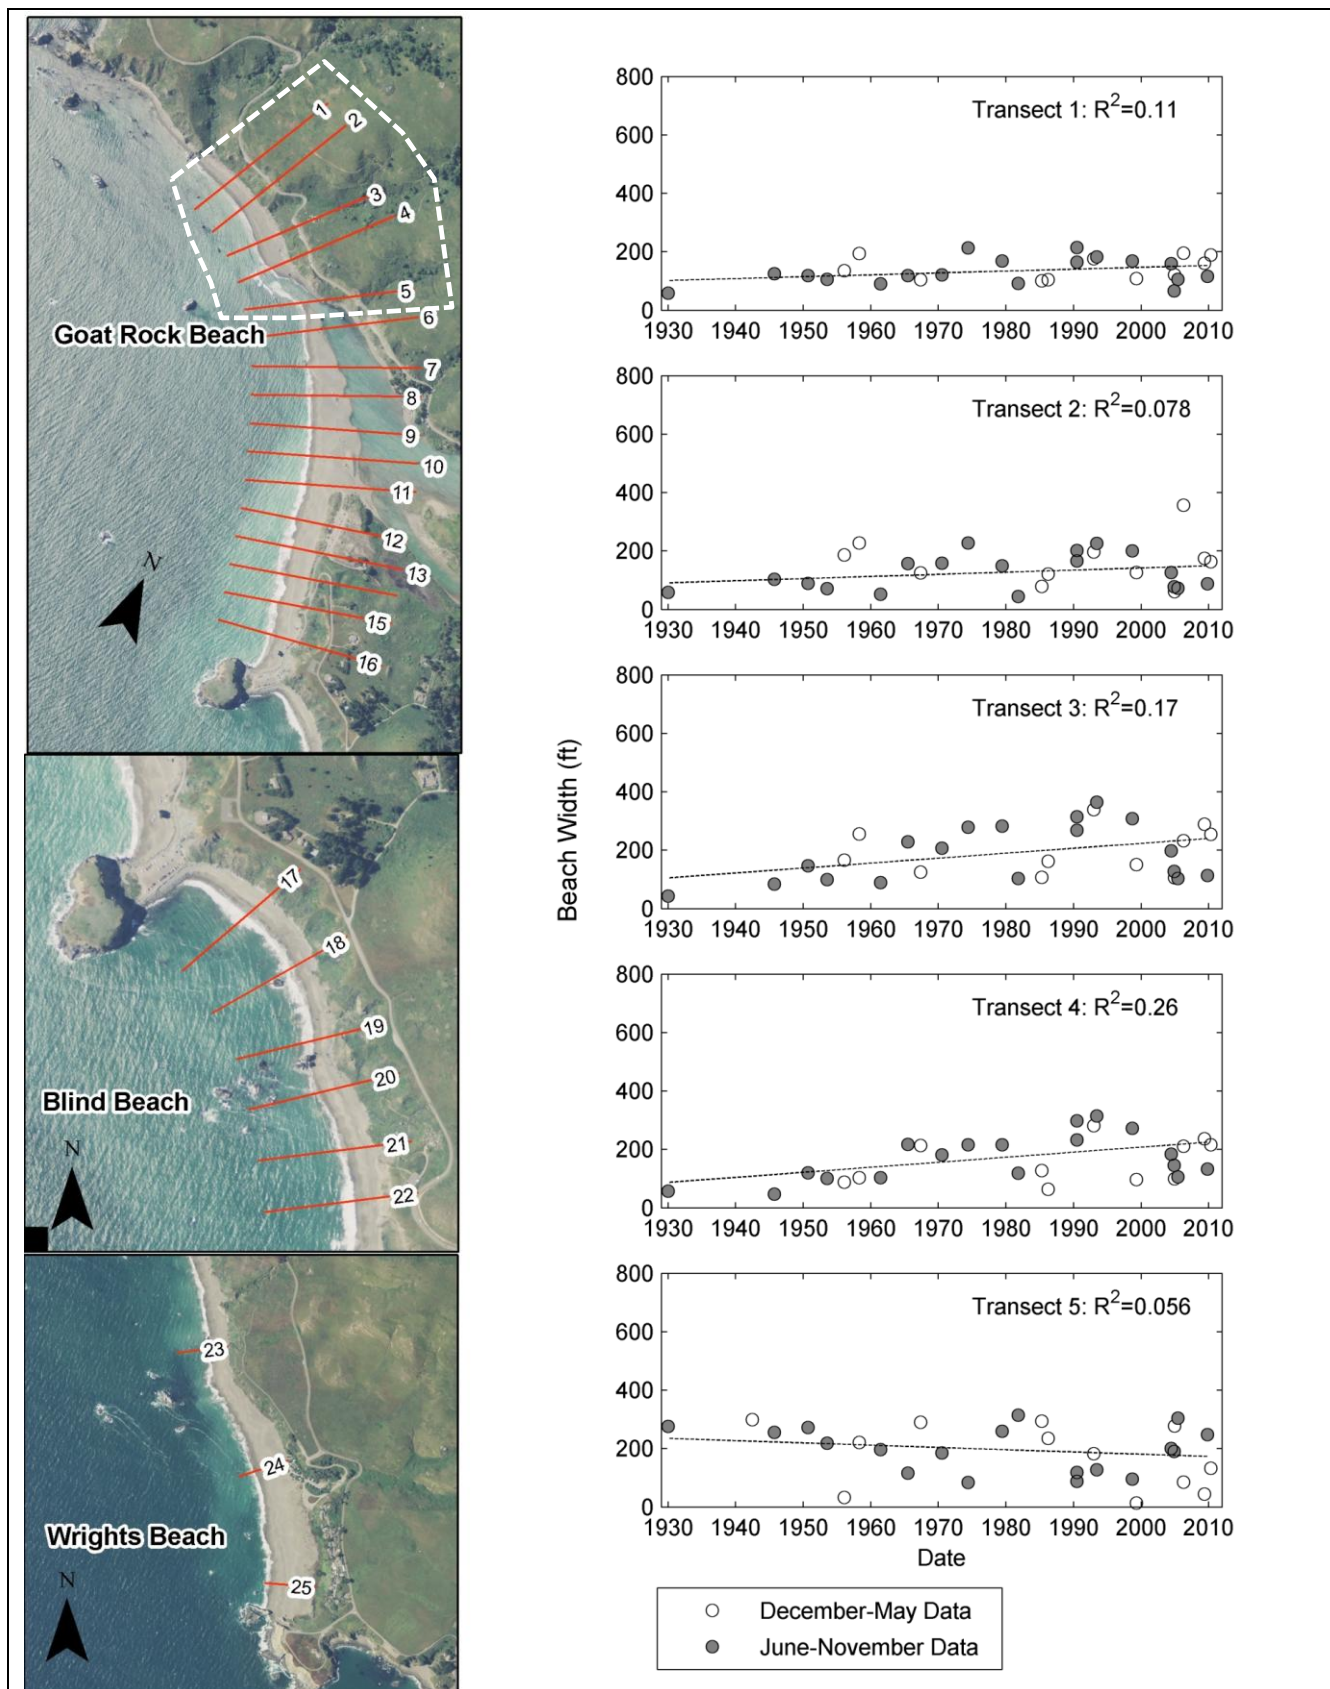 1
2
3
4
5
6
7
8
9
10
11
12
13
15
16
Goat Rock Beach
N
17
18
19
20
21
22
Blind Beach
N
23
24
25
Wrights Beach
N
Beach Width (ft)
Transect 1: R²=0.11
800
600
400
200
0
1930 1940 1950 1960 1970 1980 1990 2000 2010
Transect 2: R²=0.078
800
600
400
200
0
1930 1940 1950 1960 1970 1980 1990 2000 2010
Transect 3: R²=0.17
800
600
400
200
0
1930 1940 1950 1960 1970 1980 1990 2000 2010
Transect 4: R²=0.26
800
600
400
200
0
1930 1940 1950 1960 1970 1980 1990 2000 2010
Transect 5: R²=0.056
800
600
400
200
0
1930 1940 1950 1960 1970 1980 1990 2000 2010
Date
December-May Data
June-November Data